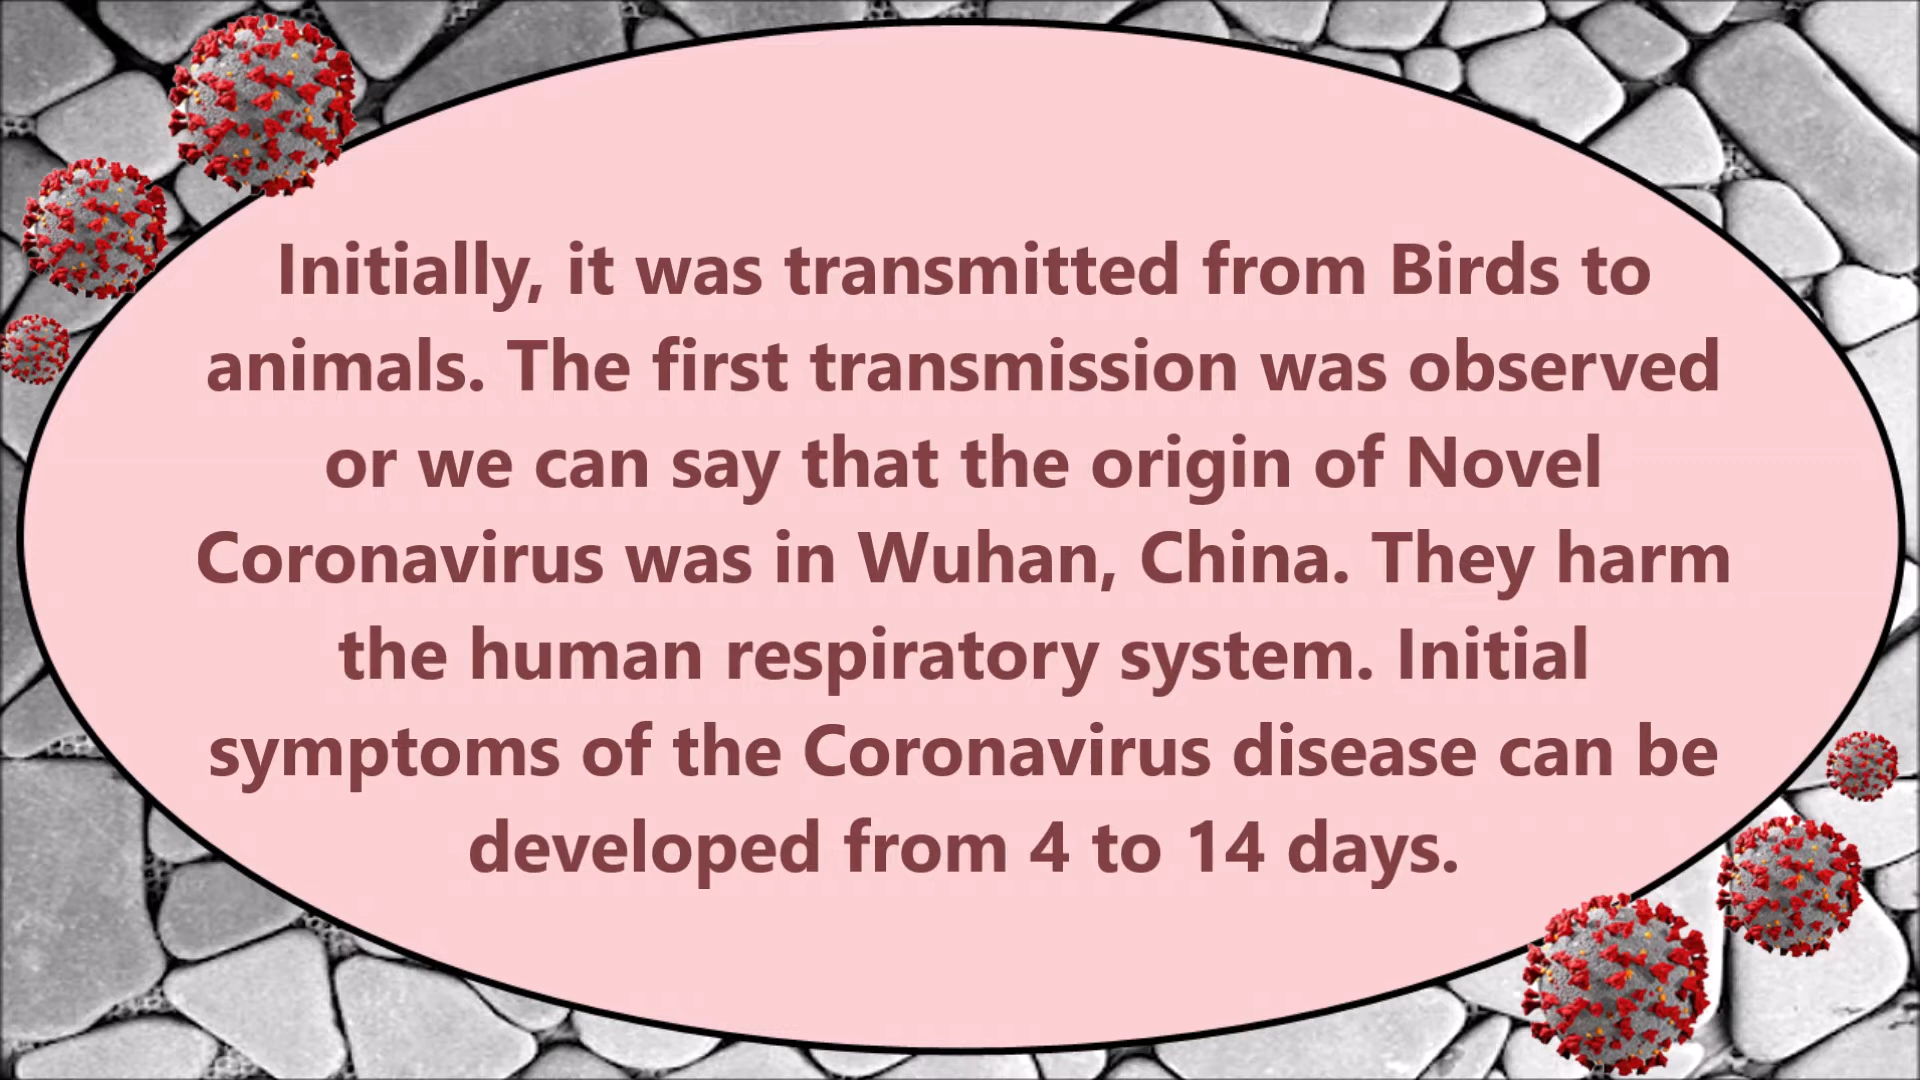 Initially, it was transmitted from Birds to
animals. The first transmission was observed
or we can say that the origin of Novel
Coronavirus was in Wuhan, China. They harm
the human respiratory system. Initial
symptoms of the Coronavirus disease can be
developed from 4 to 14 days.